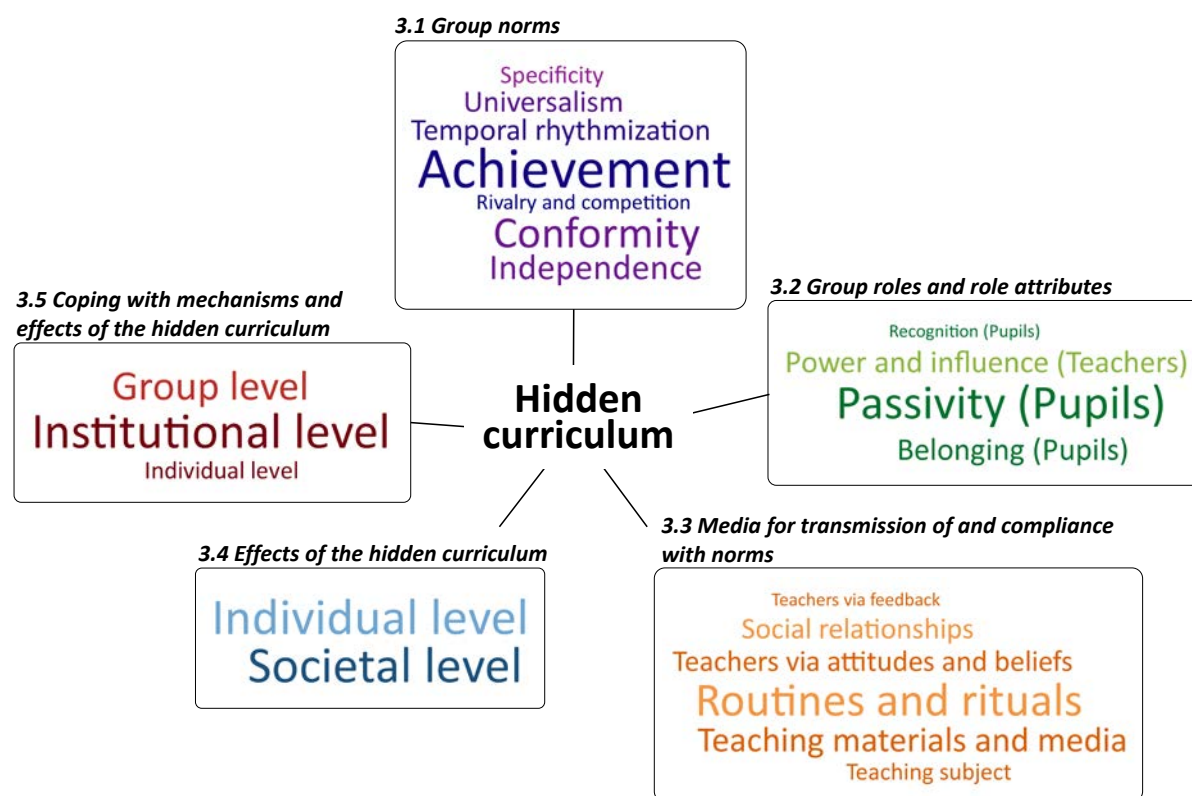 3.1 Group norms
Specificity
Universalism
Temporal rhythmization
Achievement
Rivalry and competition
Conformity
Independence
3.5 Coping with mechanisms and
effects of the hidden curriculum
Group level
Institutional level
Individual level
Hidden
curriculum
3.2 Group roles and role attributes
Recognition (Pupils)
Power and influence (Teachers)
Passivity (Pupils)
Belonging (Pupils)
3.4 Effects of the hidden curriculum
Individual level
Societal level
3.3 Media for transmission of and compliance
with norms
Teachers via feedback
Social relationships
Teachers via attitudes and beliefs
Routines and rituals
Teaching materials and media
Teaching subject